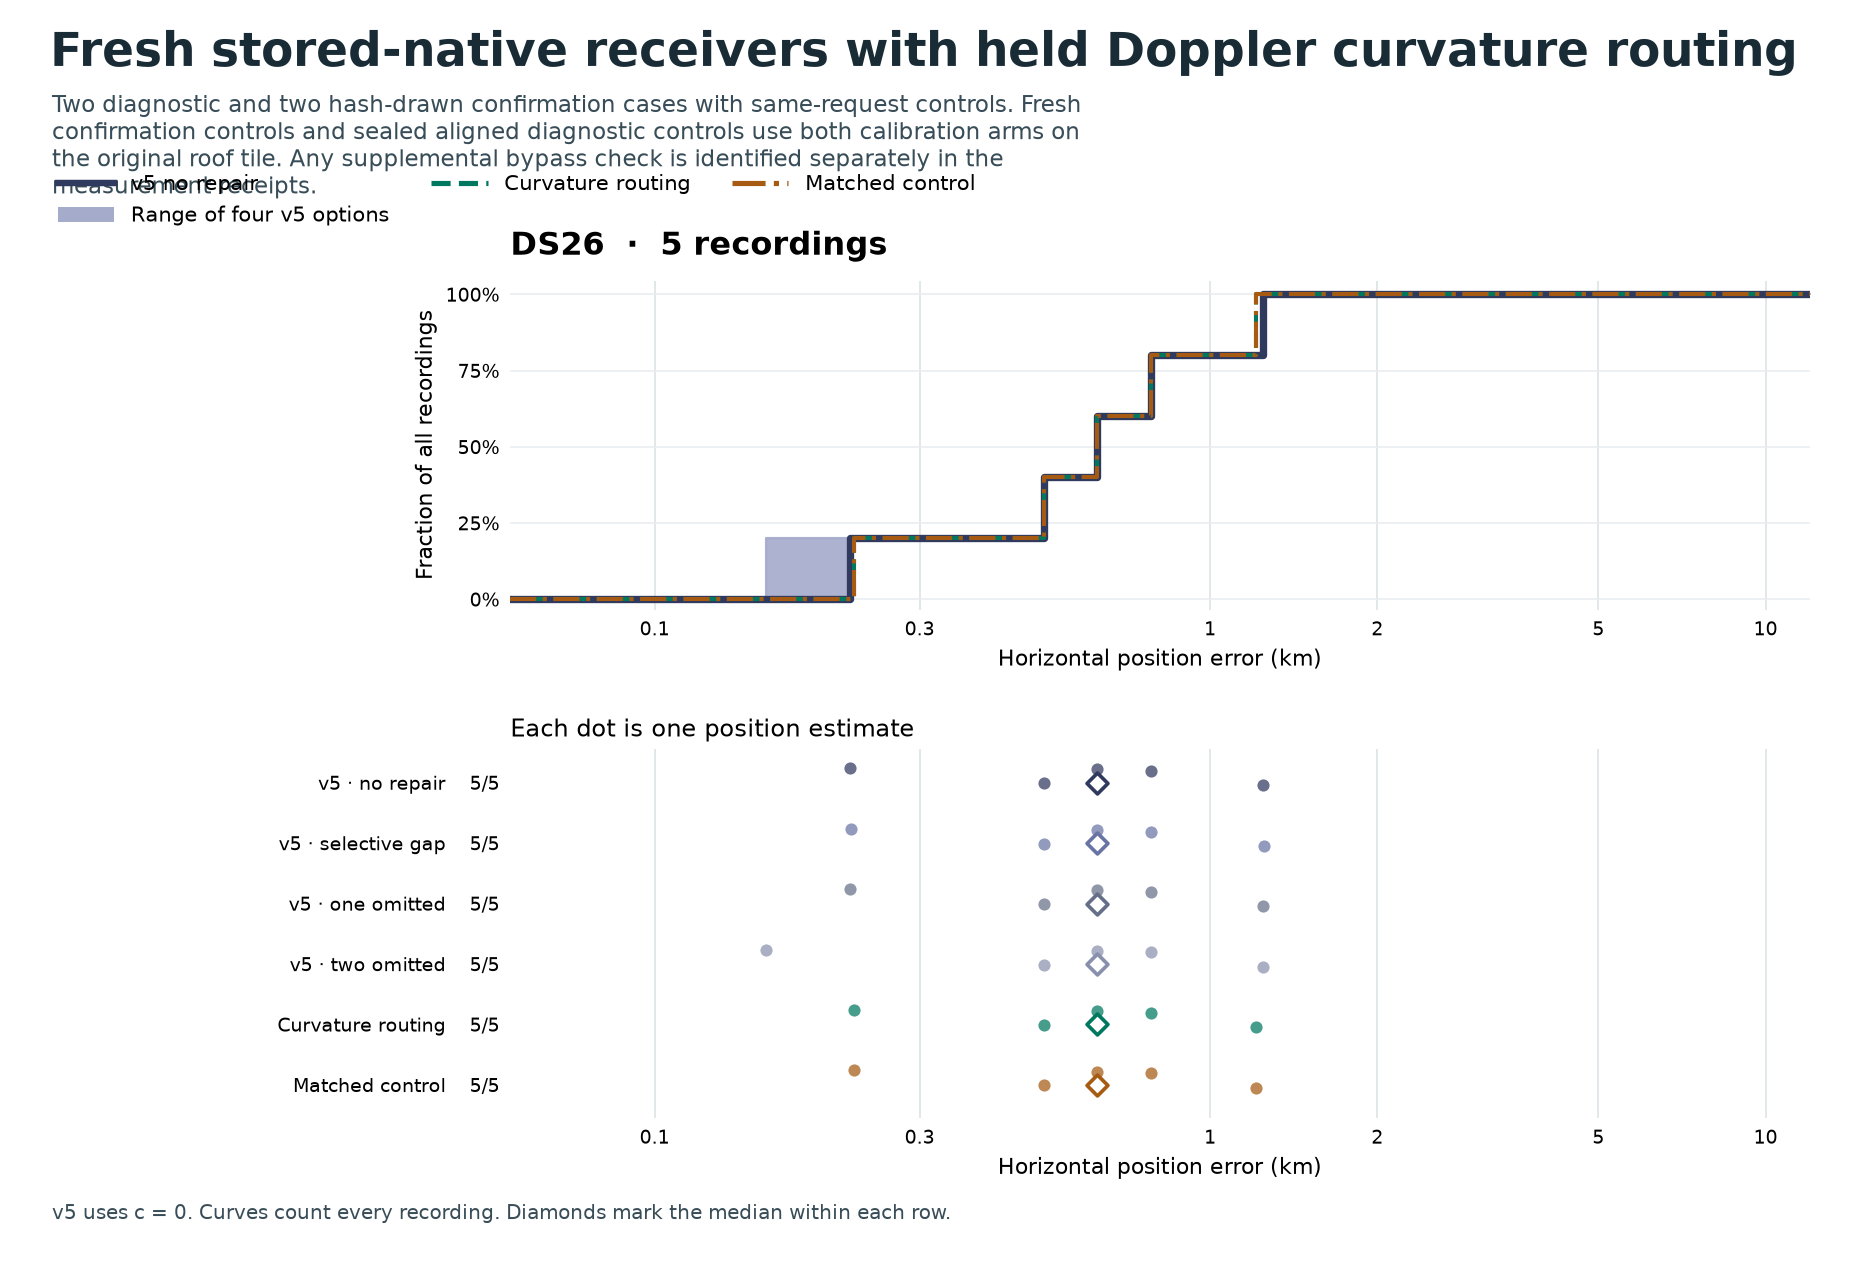 Fresh stored-native receivers with held Doppler curvature routing
Two diagnostic and two hash-drawn confirmation cases with same-request controls. Fresh
confirmation controls and sealed aligned diagnostic controls use both calibration arms on
the original roof tile. Any supplemental bypass check is identified separately in the
measurement receipts.
v5 no repair
Curvature routing
Matched control
Range of four v5 options
DS26 · 5 recordings
Fraction of all recordings
100%
75%
50%
25%
0%
0.1 0.3 1 2 5 10
Horizontal position error (km)
Each dot is one position estimate
v5 · no repair 5/5
v5 · selective gap 5/5
v5 · one omitted 5/5
v5 · two omitted 5/5
Curvature routing 5/5
Matched control 5/5
0.1 0.3 1 2 5 10
Horizontal position error (km)
v5 uses c = 0. Curves count every recording. Diamonds mark the median within each row.